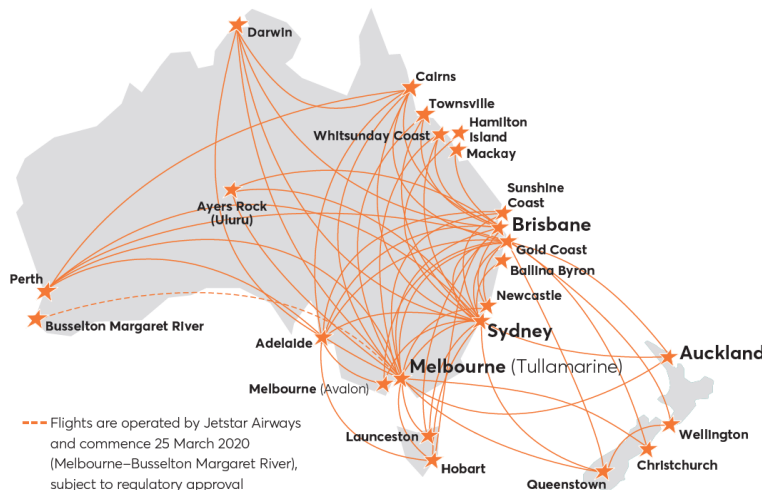 Darwin
Cairns
Townsville
Hamilton
Island
Whitsunday Coast
Mackay
Sunshine
Coast
Ayers Rock
(Uluru)
Brisbane
Gold Coast
Ballina Byron
Perth
Newcastle
Busselton Margaret River
Sydney
Adelaide
Auckland
Melbourne (Tullamarine)
Melbourne (Avalon)
Flights are operated by Jetstar Airways
and commence 25 March 2020
(Melbourne–Busselton Margaret River),
subject to regulatory approval
Launceston
Hobart
Wellington
Christchurch
Queenstown